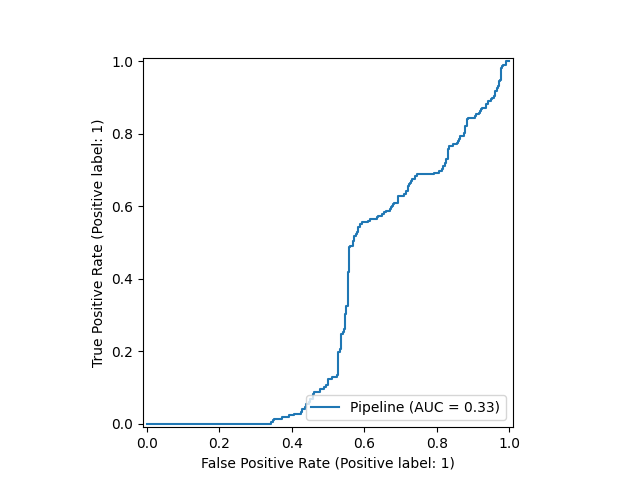 1.0
0.8
0.6
0.4
0.2
0.0
True Positive Rate (Positive label: 1)
Pipeline (AUC = 0.33)
0.0 0.2 0.4 0.6 0.8 1.0
False Positive Rate (Positive label: 1)